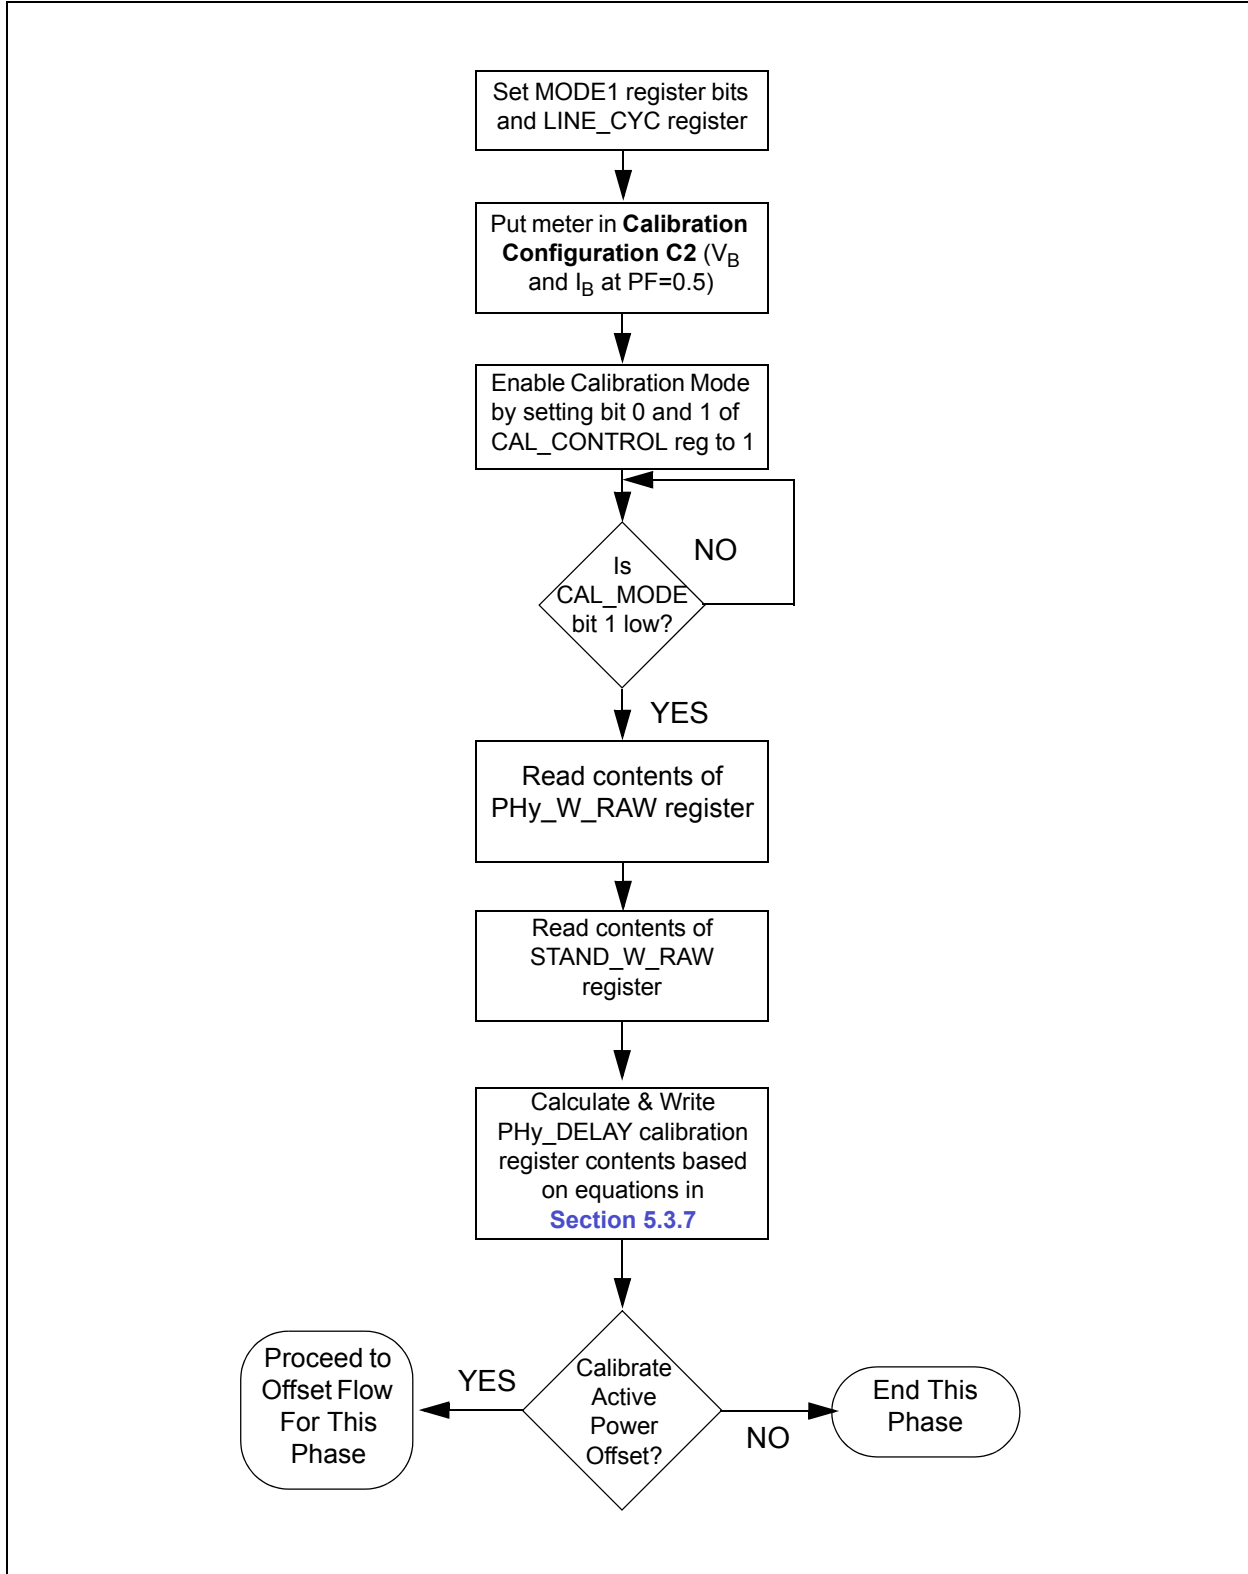 Set MODE1 register bits
and LINE_CYC register
Put meter in Calibration
Configuration C2 (VB
and IB at PF=0.5)
Enable Calibration Mode
by setting bit 0 and 1 of
CAL_CONTROL reg to 1
NO
Is
CAL_MODE
bit 1 low?
YES
Read contents of
PHy_W_RAW register
Read contents of
STAND_W_RAW
register
Calculate & Write
PHy_DELAY calibration
register contents based
on equations in
Section 5.3.7
Proceed to
Offset Flow
For This
Phase
YES
Calibrate
Active
Power
Offset?
NO
End This
Phase